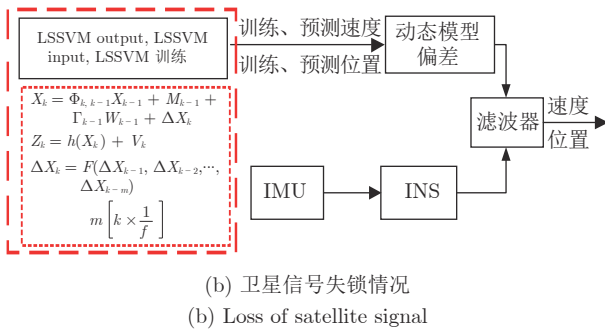 LSSVM output, LSSVM
input, LSSVM 训练
训练、预测速度
训练、预测位置
动态模型
偏差
X_k = Φ_{k, k−1}X_{k−1} + M_{k−1} +
Γ_{k−1}W_{k−1} + ΔX_k
Z_k = h(X_k) + V_k
ΔX_k = F(ΔX_{k−1}, ΔX_{k−2},⋯,
ΔX_{k−m})
m[k × 1/f]
IMU
INS
滤波器
速度
位置
(b) 卫星信号失锁情况
(b) Loss of satellite signal